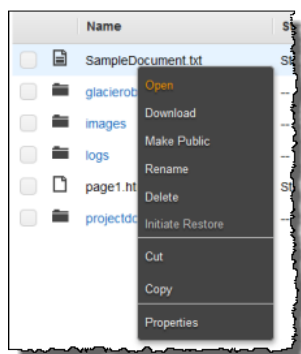 Name
SampleDocument.txt
glacierob
Open
Download
images
Make Public
logs
Rename
page1.ht
Delete
projectdo
Initiate Restore
Cut
Copy
Properties
--
--
--
--